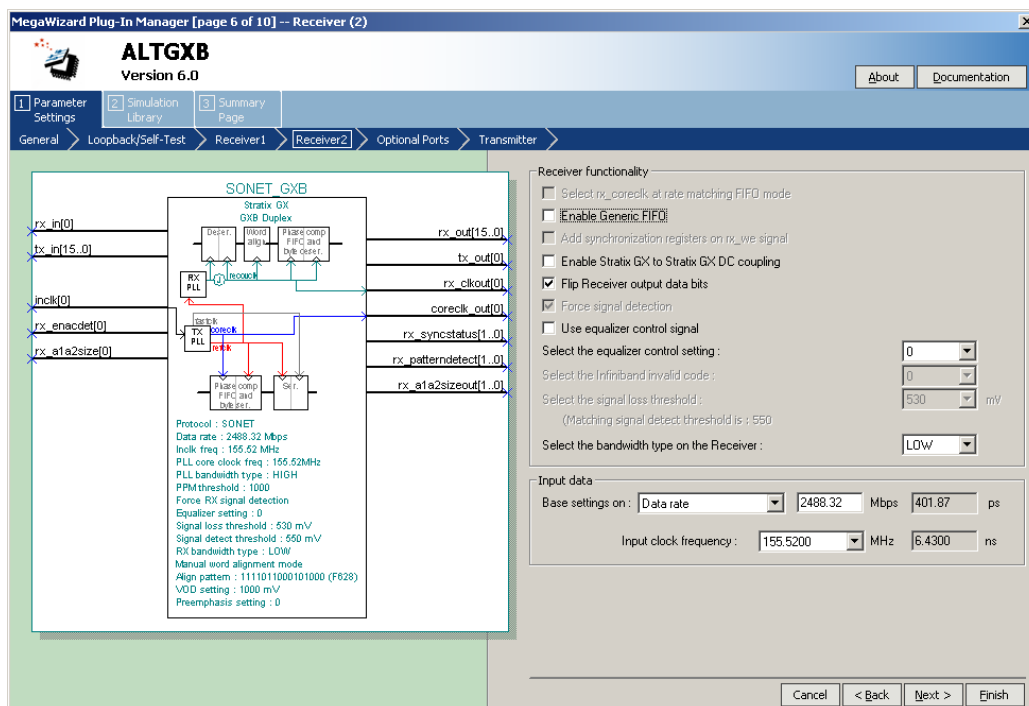 MegaWizard Plug-In Manager [page 6 of 10] -- Receiver (2)
ALTGXB
Version 6.0
About
Documentation
1 Parameter Settings
2 Simulation Library
3 Summary Page
General
Loopback/Self-Test
Receiver1
Receiver2
Optional Ports
Transmitter
SONET_GXB
Stratix GX
GXB Duplex
rx_in[0]
tx_in[15..0]
inclk[0]
rx_enacdet[0]
rx_a1a2size[0]
Deser.
Word align
Phase comp FIFO and byte deser.
RX PLL
recovclk
fastclk
TX PLL
coreclk
refclk
Phase comp FIFO and byte ser.
Ser.
rx_out[15..0]
tx_out[0]
rx_clkout[0]
coreclk_out[0]
rx_syncstatus[1..0]
rx_patterndetect[1..0]
rx_a1a2sizeout[1..0]
Protocol : SONET
Data rate : 2488.32 Mbps
Inclk freq : 155.52 MHz
PLL core clock freq : 155.52MHz
PLL bandwidth type : HIGH
PPM threshold : 1000
Force RX signal detection
Equalizer setting : 0
Signal loss threshold : 530 mV
Signal detect threshold : 550 mV
RX bandwidth type : LOW
Manual word alignment mode
Align pattern : 1111011000101000 (F628)
VOD setting : 1000 mV
Preemphasis setting : 0
Receiver functionality
Select rx_coreclk at rate matching FIFO mode
Enable Generic FIFO
Add synchronization registers on rx_we signal
Enable Stratix GX to Stratix GX DC coupling
Flip Receiver output data bits
Force signal detection
Use equalizer control signal
Select the equalizer control setting : 0
Select the Infiniband invalid code : 0
Select the signal loss threshold : 530 mV
(Matching signal detect threshold is : 550
Select the bandwidth type on the Receiver : LOW
Input data
Base settings on : Data rate 2488.32 Mbps 401.87 ps
Input clock frequency : 155.5200 MHz 6.4300 ns
Cancel
< Back
Next >
Finish